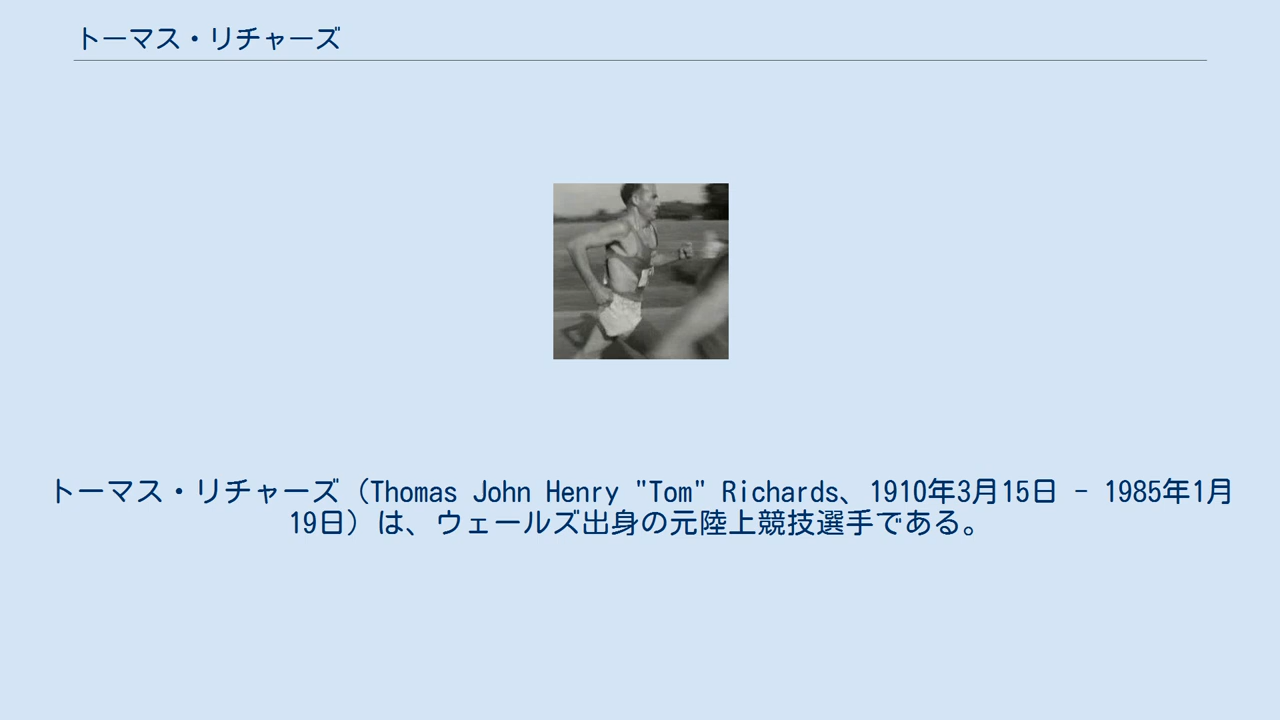 トーマス・リチャーズ
トーマス・リチャーズ（Thomas John Henry "Tom" Richards、1910年3月15日 - 1985年1月
19日）は、ウェールズ出身の元陸上競技選手である。